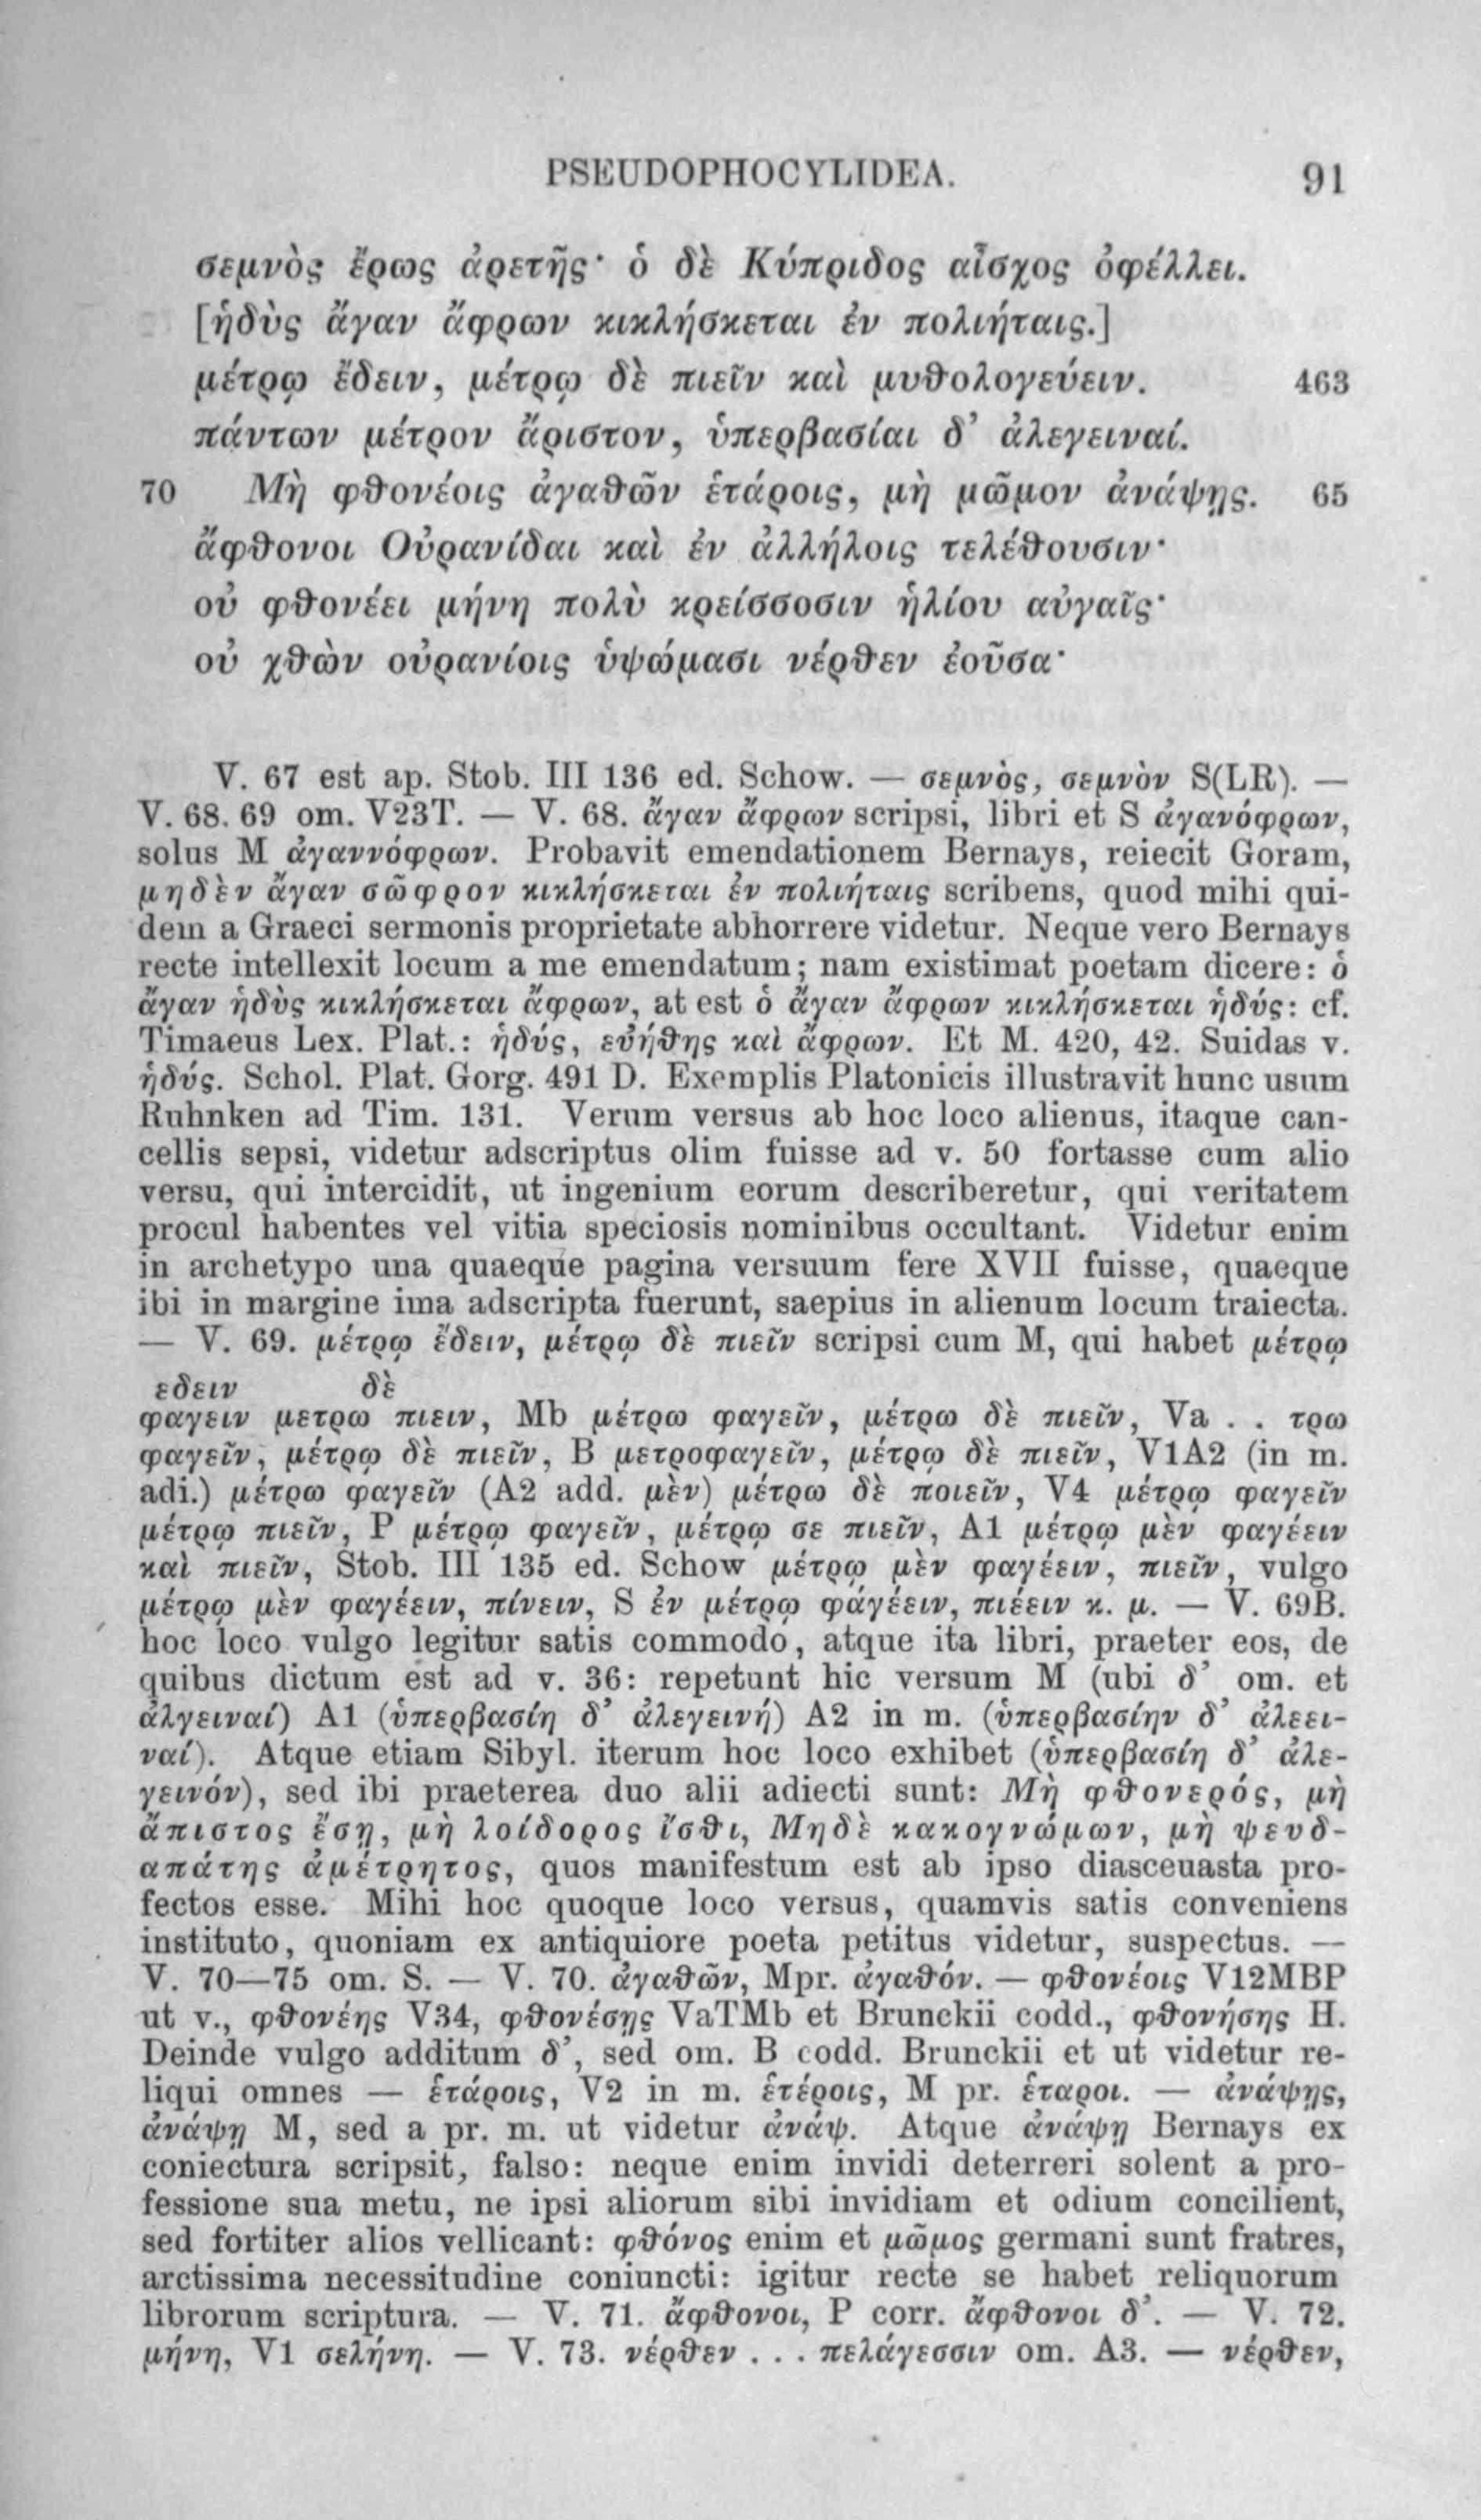 PSEUDOPHOCYLIDEA. 91
σεμνὸς ἔρως ἀρετῆς· ὁ δὲ Κύπριδος αἶσχος ὀφέλλει.
[ἡδὺς ἄγαν ἄφρων κικλήσκεται ἐν πολιήταις.]
μέτρῳ ἔδειν, μέτρῳ δὲ πιεῖν καὶ μυθολογεύειν. 463
πάντων μέτρον ἄριστον, ὑπερβασίαι δ’ ἀλεγειναί.
70 Μὴ φθονέοις ἀγαθῶν ἑτάροις, μὴ μῶμον ἀνάψῃς. 65
ἄφθονοι Οὐρανίδαι καὶ ἐν ἀλλήλοις τελέθουσιν·
οὐ φθονέει μήνη πολὺ κρείσσοσιν ἡλίου αὐγαῖς·
οὐ χθὼν οὐρανίοις ὑψώμασι νέρθεν ἐοῦσα·
V. 67 est ap. Stob. III 136 ed. Schow. — σεμνὸς, σεμνὸν S(LR). —
V. 68. 69 om. V23T. — V. 68. ἄγαν ἄφρων scripsi, libri et S ἀγανόφρων,
solus M ἀγαννόφρων. Probavit emendationem Bernays, reiecit Goram,
μηδὲν ἄγαν σῶφρον κικλήσκεται ἐν πολιήταις scribens, quod mihi qui-
dem a Graeci sermonis proprietate abhorrere videtur. Neque vero Bernays
recte intellexit locum a me emendatum; nam existimat poetam dicere: ὁ
ἄγαν ἡδὺς κικλήσκεται ἄφρων, at est ὁ ἄγαν ἄφρων κικλήσκεται ἡδύς: cf.
Timaeus Lex. Plat.: ἡδύς, εὐήθης καὶ ἄφρων. Et M. 420, 42. Suidas v.
ἡδύς. Schol. Plat. Gorg. 491 D. Exemplis Platonicis illustravit hunc usum
Ruhnken ad Tim. 131. Verum versus ab hoc loco alienus, itaque can-
cellis sepsi, videtur adscriptus olim fuisse ad v. 50 fortasse cum alio
versu, qui intercidit, ut ingenium eorum describeretur, qui veritatem
procul habentes vel vitia speciosis nominibus occultant. Videtur enim
in archetypo una quaeque pagina versuum fere XVII fuisse, quaeque
ibi in margine ima adscripta fuerunt, saepius in alienum locum traiecta.
— V. 69. μέτρῳ ἔδειν, μέτρῳ δὲ πιεῖν scripsi cum M, qui habet μέτρῳ
εδειν δὲ
φαγειν μετρω πιειν, Mb μέτρω φαγεῖν, μέτρω δὲ πιεῖν, Va . . τρω
φαγεῖν, μέτρῳ δὲ πιεῖν, B μετροφαγεῖν, μέτρῳ δὲ πιεῖν, V1A2 (in m.
adi.) μέτρω φαγεῖν (A2 add. μὲν) μέτρω δὲ ποιεῖν, V4 μέτρῳ φαγεῖν
μέτρῳ πιεῖν, P μέτρῳ φαγεῖν, μέτρῳ σε πιεῖν, A1 μέτρῳ μὲν φαγέειν
καὶ πιεῖν, Stob. III 135 ed. Schow μέτρῳ μὲν φαγέειν, πιεῖν, vulgo
μέτρῳ μὲν φαγέειν, πίνειν, S ἐν μέτρῳ φάγέειν, πιέειν κ. μ. — V. 69B.
hoc loco vulgo legitur satis commodo, atque ita libri, praeter eos, de
quibus dictum est ad v. 36: repetunt hic versum M (ubi δ’ om. et
ἀλγειναί) A1 (ὑπερβασίη δ’ ἀλεγεινή) A2 in m. (ὑπερβασίην δ’ ἀλεει-
ναί). Atque etiam Sibyl. iterum hoc loco exhibet (ὑπερβασίη δ’ ἀλε-
γεινόν), sed ibi praeterea duo alii adiecti sunt: Μὴ φθονερός, μὴ
ἄπιστος ἔσῃ, μὴ λοίδορος ἴσθι, Μηδὲ κακογνώμων, μὴ ψευδ-
απάτης ἀμέτρητος, quos manifestum est ab ipso diasceuasta pro-
fectos esse. Mihi hoc quoque loco versus, quamvis satis conveniens
instituto, quoniam ex antiquiore poeta petitus videtur, suspectus. —
V. 70—75 om. S. — V. 70. ἀγαθῶν, Mpr. ἀγαθόν. — φθονέοις V12MBP
ut v., φθονέης V34, φθονέσῃς VaTMb et Brunckii codd., φθονήσης H.
Deinde vulgo additum δ’, sed om. B codd. Brunckii et ut videtur re-
liqui omnes — ἑτάροις, V2 in m. ἑτέροις, M pr. ἑταροι. — ἀνάψῃς,
ἀνάψῃ M, sed a pr. m. ut videtur ἀνάψ. Atque ἀνάψῃ Bernays ex
coniectura scripsit, falso: neque enim invidi deterreri solent a pro-
fessione sua metu, ne ipsi aliorum sibi invidiam et odium concilient,
sed fortiter alios vellicant: φθόνος enim et μῶμος germani sunt fratres,
arctissima necessitudine coniuncti: igitur recte se habet reliquorum
librorum scriptura. — V. 71. ἄφθονοι, P corr. ἄφθονοι δ’. — V. 72.
μήνη, V1 σελήνη. — V. 73. νέρθεν . . . πελάγεσσιν om. A3. — νέρθεν,